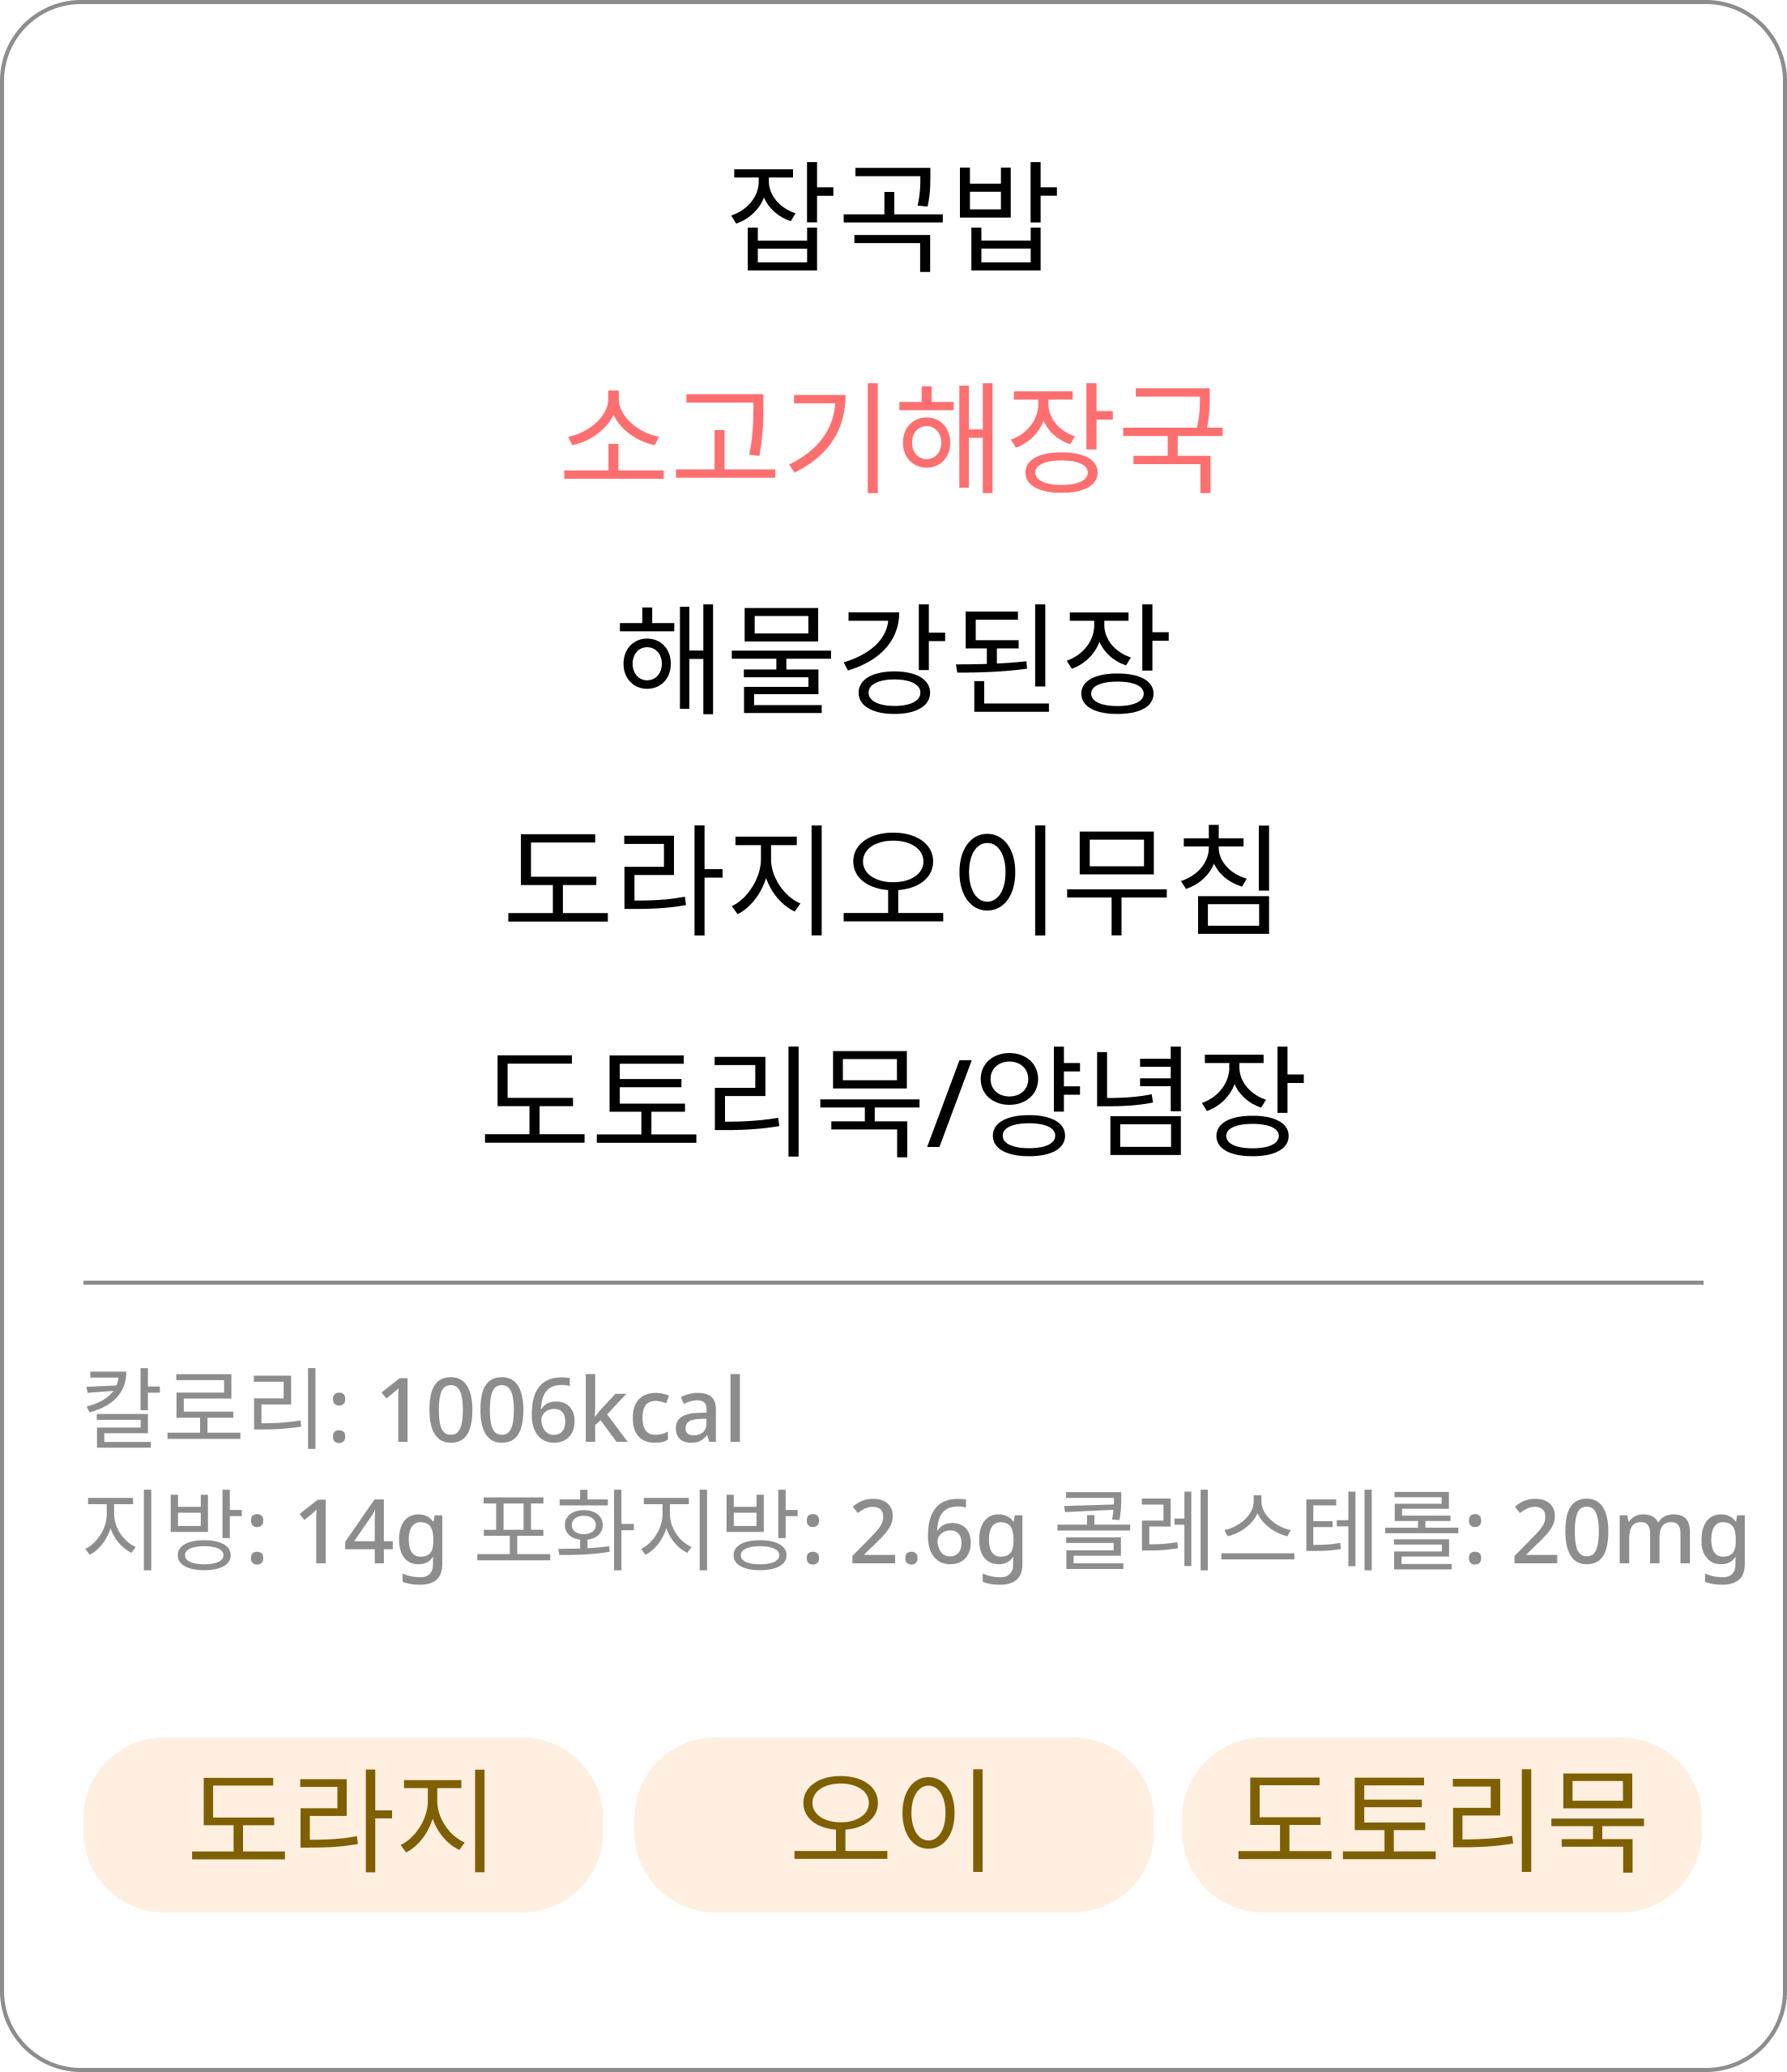 잡곡밥
소고기해장국
해물강된장
도라지오이무침
도토리묵/양념장
칼로리: 1006kcal
지방: 14g 포화지방: 2.6g 클레스테롤: 20mg
도라지
오이
도토리묵